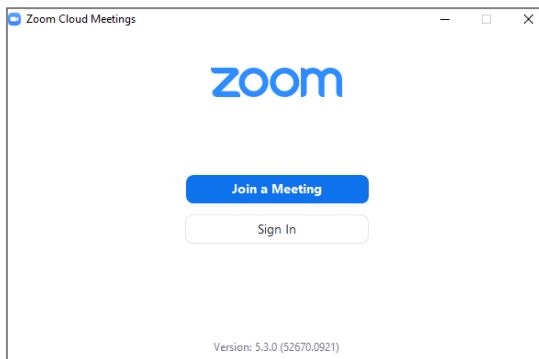 Zoom Cloud Meetings
zoom
Join a Meeting
Sign In
Version: 5.3.0 (52670.0921)